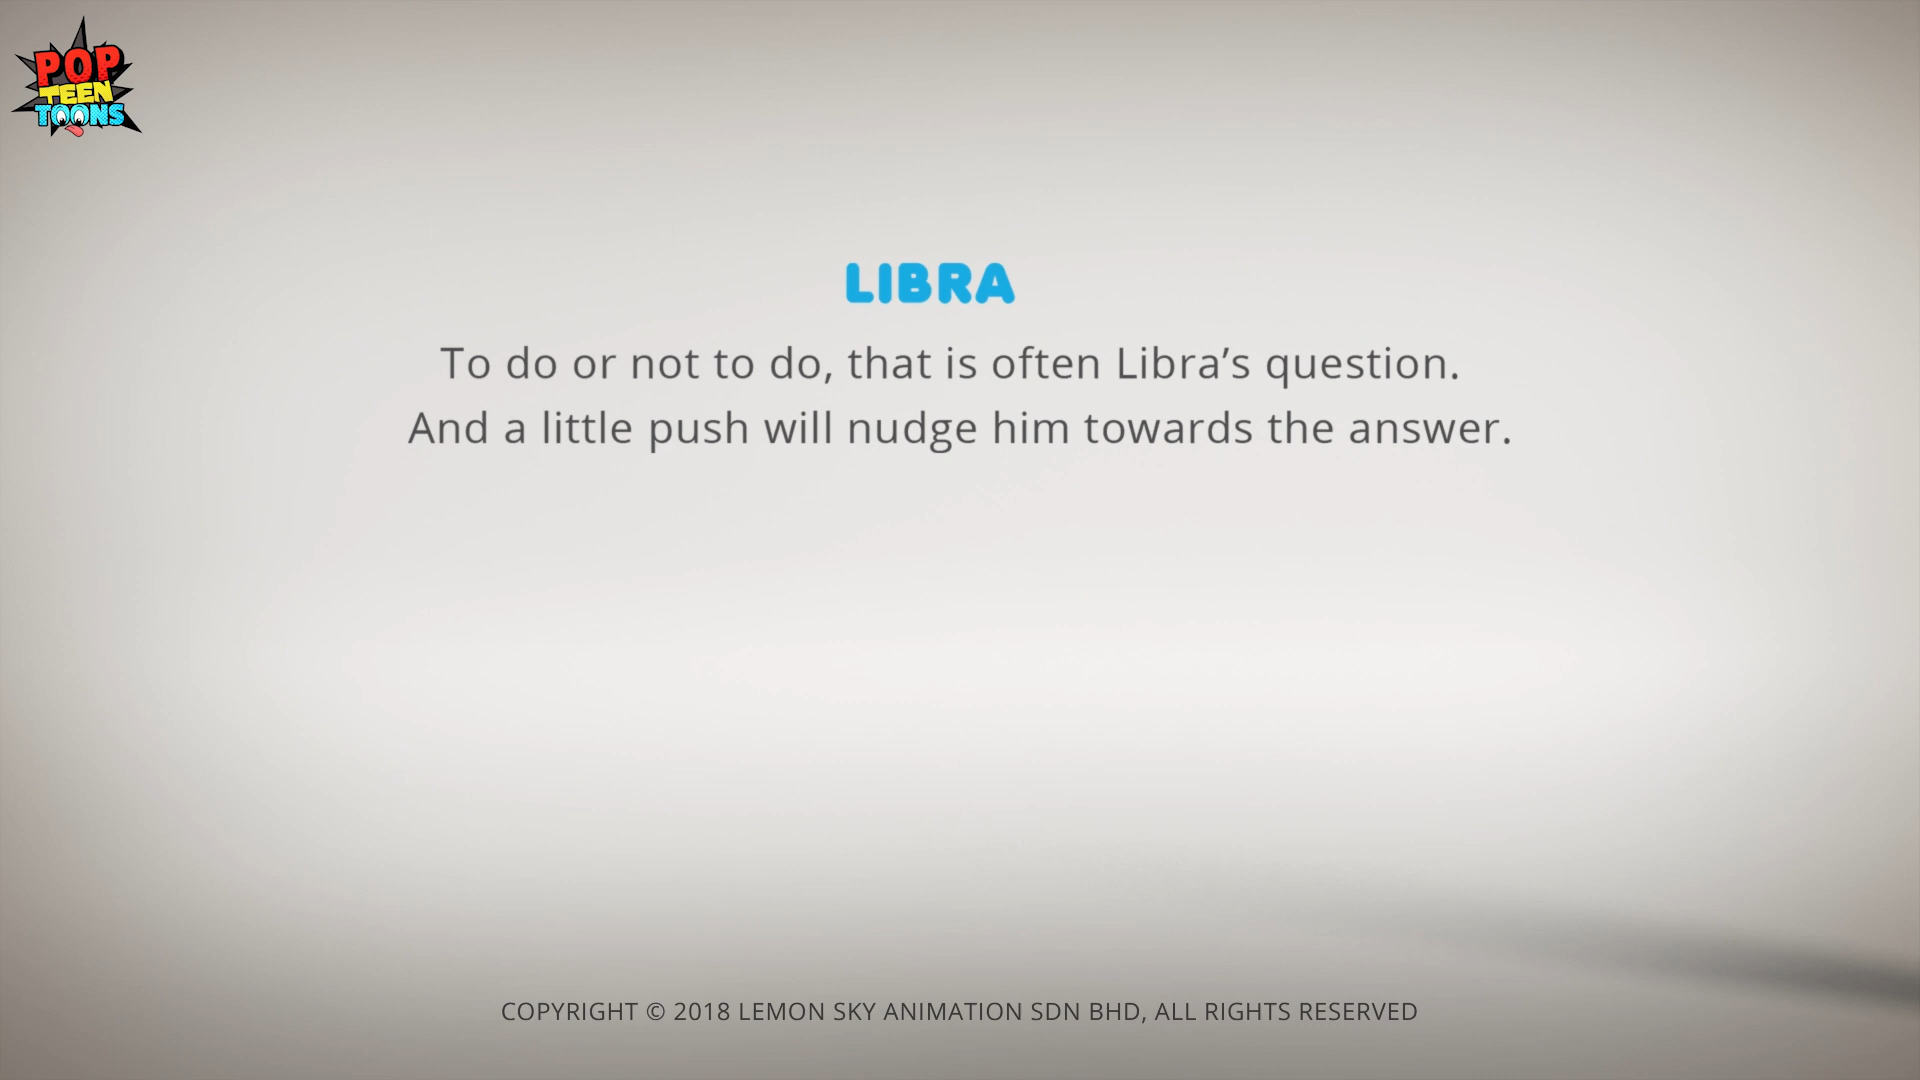 POP
TEEN
TOONS
LIBRA
To do or not to do, that is often Libra’s question.
And a little push will nudge him towards the answer.
COPYRIGHT © 2018 LEMON SKY ANIMATION SDN BHD, ALL RIGHTS RESERVED